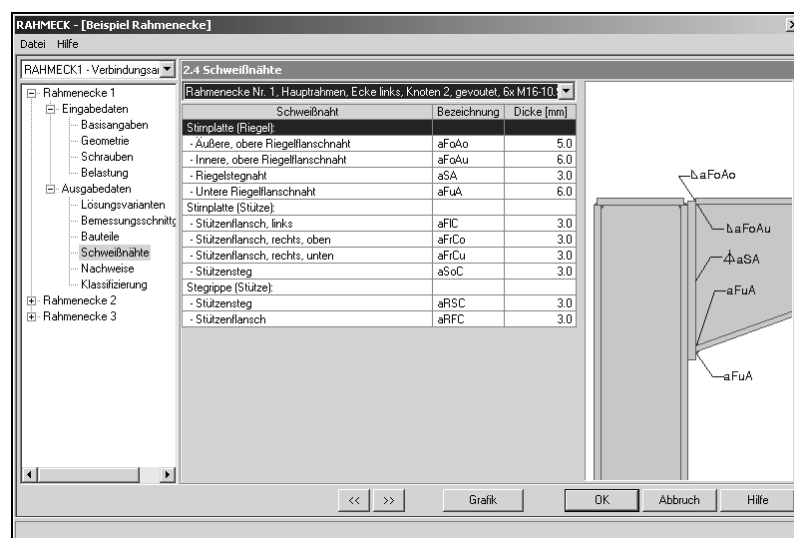 RAHMECK - [Beispiel Rahmenecke]
Datei Hilfe
RAHMECK1 - Verbindungsar
2.4 Schweißnähte
Rahmenecke 1
Eingabedaten
Basisangaben
Geometrie
Schrauben
Belastung
Ausgabedaten
Lösungsvarianten
Bemessungsschnittg
Bauteile
Schweißnähte
Nachweise
Klassifizierung
Rahmenecke 2
Rahmenecke 3
Rahmenecke Nr. 1, Hauptrahmen, Ecke links, Knoten 2, gevoutet, 6x M16-10.
Schweißnaht Bezeichnung Dicke [mm]
Stirnplatte (Riegel):
- Äußere, obere Riegelflanschnaht aFoAo 5.0
- Innere, obere Riegelflanschnaht aFoAu 6.0
- Riegelstegnaht aSA 3.0
- Untere Riegelflanschnaht aFuA 6.0
Stirnplatte (Stütze):
- Stützenflansch, links aFlC 3.0
- Stützenflansch, rechts, oben aFrCo 3.0
- Stützenflansch, rechts, unten aFrCu 3.0
- Stützensteg aSoC 3.0
Stegrippe (Stütze):
- Stützensteg aRSC 3.0
- Stützenflansch aRFC 3.0
aFoAo
aFoAu
aSA
aFuA
aFuA
<< >> Grafik OK Abbruch Hilfe